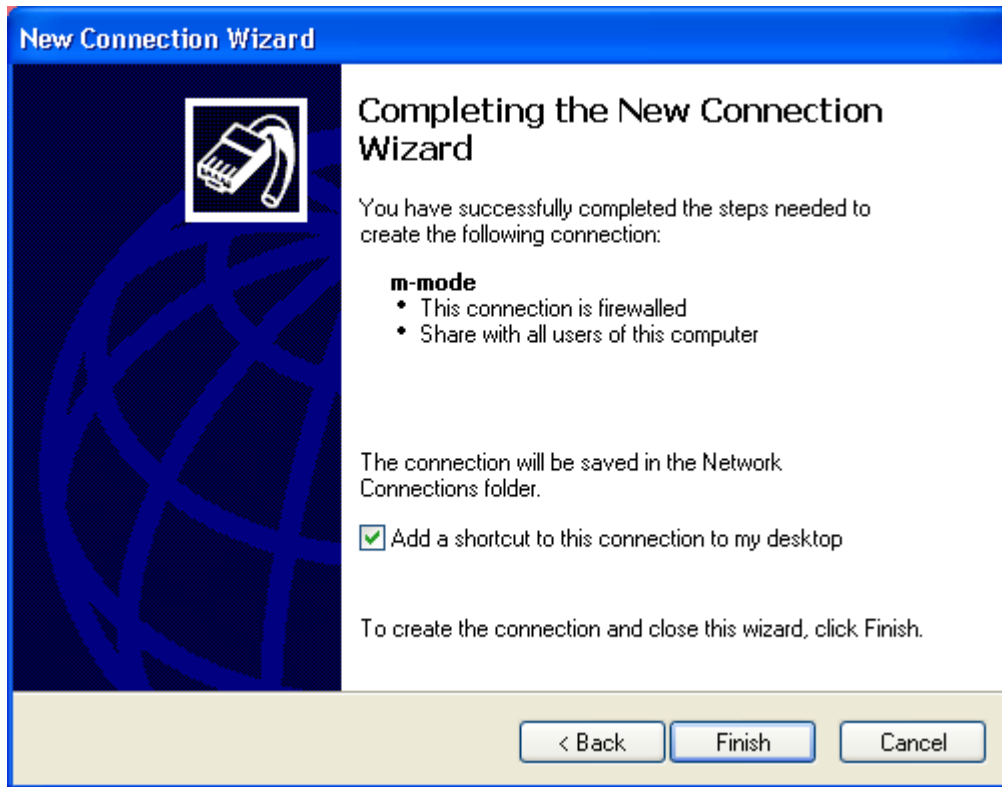 New Connection Wizard
Completing the New Connection
Wizard
You have successfully completed the steps needed to
create the following connection:
m-mode
• This connection is firewalled
• Share with all users of this computer
The connection will be saved in the Network
Connections folder.
Add a shortcut to this connection to my desktop
To create the connection and close this wizard, click Finish.
< Back Finish Cancel